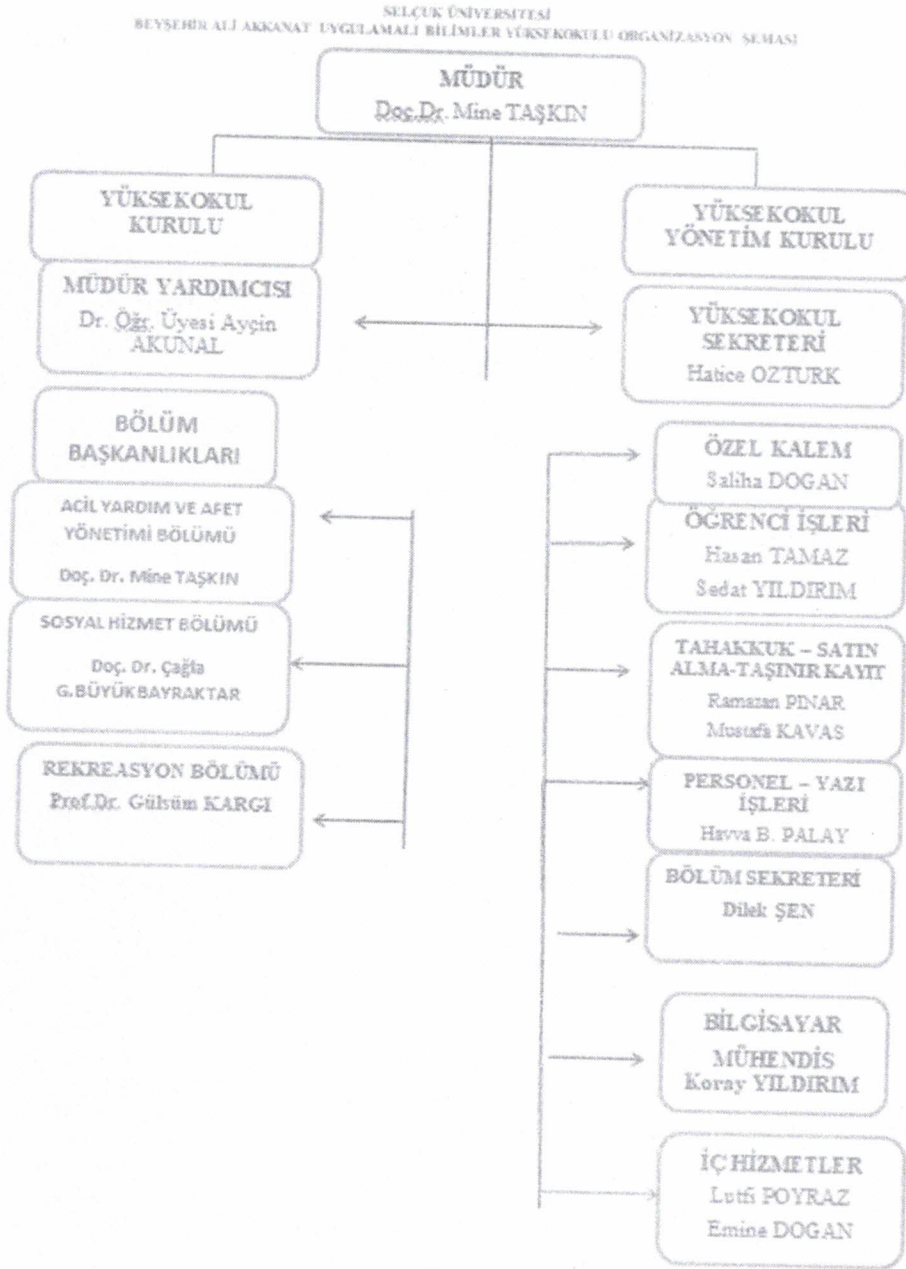 SELÇUK ÜNİVERSİTESİ
BEYŞEHİR ALİ AKKANAT UYGULAMALI BİLİMLER YÜKSEKOKULU ORGANİZASYON ŞEMASI
MÜDÜR
Doç.Dr. Mine TAŞKIN
YÜKSEKOKUL
KURULU
YÜKSEKOKUL
YÖNETİM KURULU
MÜDÜR YARDIMCISI
Dr. Öğr. Üyesi Ayçin
AKUNAL
YÜKSEKOKUL
SEKRETERİ
Hatice OZTURK
BÖLÜM
BAŞKANLIKLARI
ACİL YARDIM VE AFET
YÖNETİMİ BÖLÜMÜ
Doç. Dr. Mine TAŞKIN
SOSYAL HİZMET BÖLÜMÜ
Doç. Dr. Çağla
G.BÜYÜKBAYRAKTAR
REKREASYON BÖLÜMÜ
Prof.Dr. Gülsüm KARGI
ÖZEL KALEM
Saliha DOGAN
ÖĞRENCİ İŞLERİ
Hasan TAMAZ
Sedat YILDIRIM
TAHAKKUK – SATIN
ALMA-TAŞINIR KAYIT
Ramazan PINAR
Mustafa KAVAS
PERSONEL – YAZI
İŞLERİ
Havva B. PALAY
BÖLÜM SEKRETERİ
Dilek ŞEN
BİLGİSAYAR
MÜHENDİS
Koray YILDIRIM
İÇ HİZMETLER
Lutfi POYRAZ
Emine DOGAN